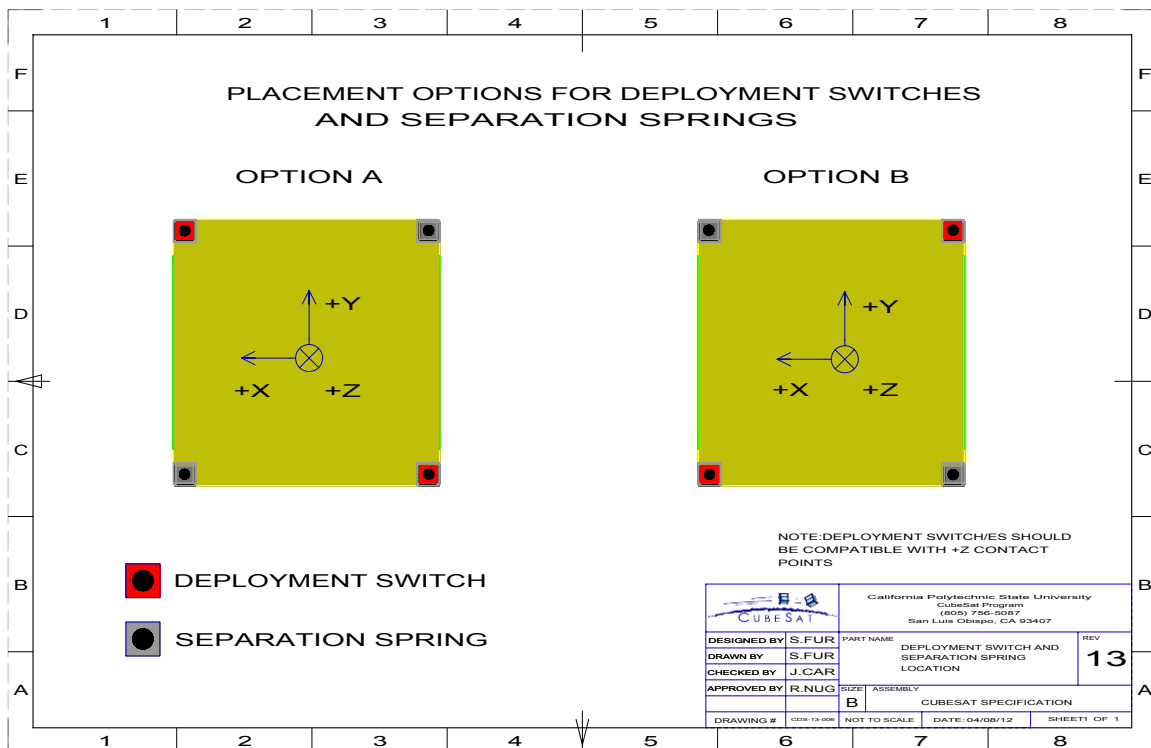 1 2 3 4 5 6 7 8
F F
PLACEMENT OPTIONS FOR DEPLOYMENT SWITCHES
AND SEPARATION SPRINGS
E E
OPTION A OPTION B
D D
+Y +Y
+X +Z +X +Z
C C
NOTE:DEPLOYMENT SWITCH/ES SHOULD
BE COMPATIBLE WITH +Z CONTACT
POINTS
B B
DEPLOYMENT SWITCH
SEPARATION SPRING
CUBESAT
California Polytechnic State University
CubeSat Program
(805) 756-5087
San Luis Obispo, CA 93407
DESIGNED BY S.FUR
DRAWN BY S.FUR
CHECKED BY J.CAR
APPROVED BY R.NUG
PART NAME
DEPLOYMENT SWITCH AND
SEPARATION SPRING
LOCATION
REV
13
A A
SIZE ASSEMBLY
B CUBESAT SPECIFICATION
DRAWING # CDS-13-006 NOT TO SCALE DATE: 04/08/12 SHEET1 OF 1
1 2 3 4 5 6 7 8